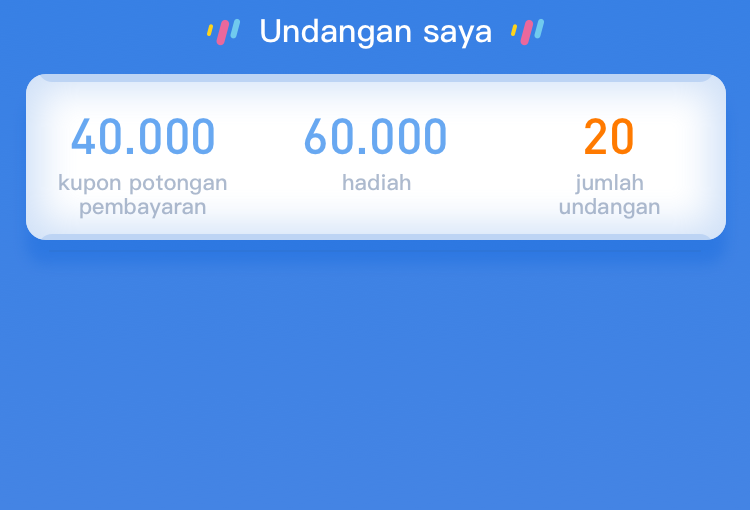 Undangan saya
40.000
kupon potongan
pembayaran
60.000
hadiah
20
jumlah
undangan